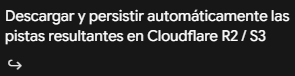 Descargar y persistir automáticamente las
pistas resultantes en Cloudflare R2 / S3